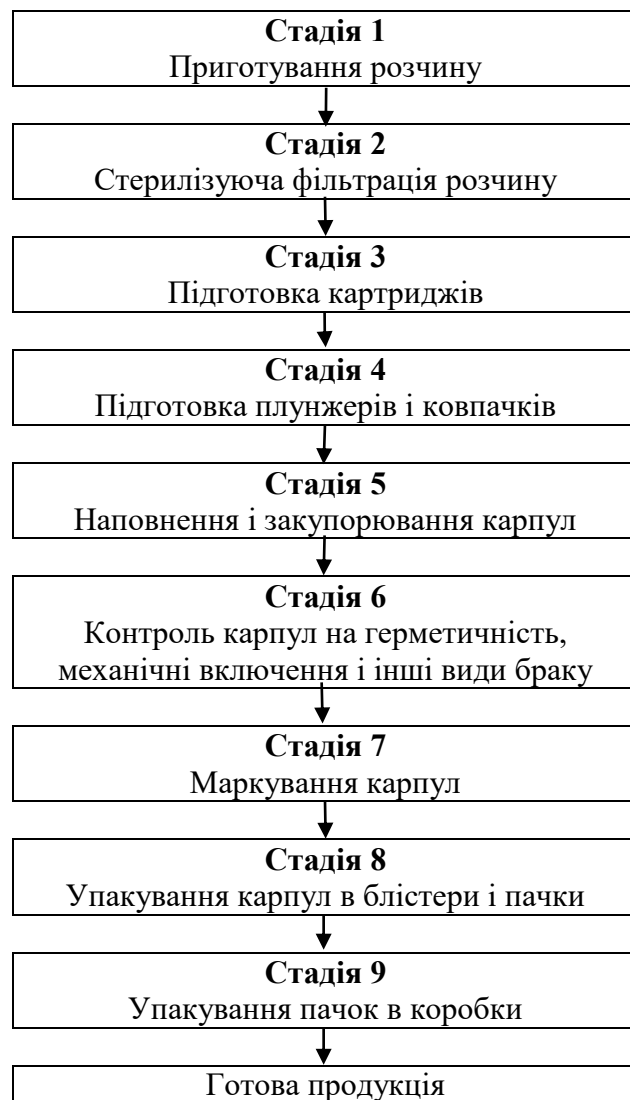 Стадія 1
Приготування розчину
Стадія 2
Стерилізуюча фільтрація розчину
Стадія 3
Підготовка картриджів
Стадія 4
Підготовка плунжерів і ковпачків
Стадія 5
Наповнення і закупорювання карпул
Стадія 6
Контроль карпул на герметичність,
механічні включення і інші види браку
Стадія 7
Маркування карпул
Стадія 8
Упакування карпул в блістери і пачки
Стадія 9
Упакування пачок в коробки
Готова продукція